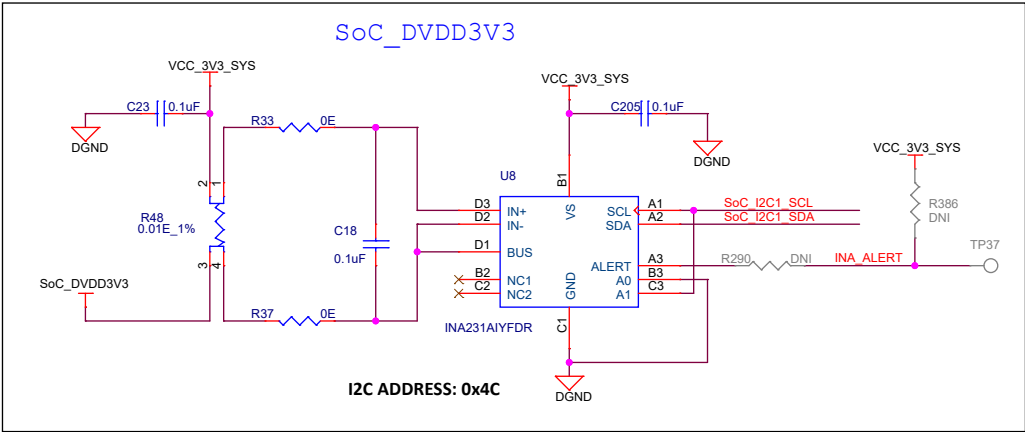 SoC_DVDD3V3
VCC_3V3_SYS
C23
0.1uF
DGND
R33
0E
2
1
R48
0.01E_1%
3
4
SoC_DVDD3V3
R37
0E
C18
0.1uF
VCC_3V3_SYS
C205
0.1uF
DGND
U8
B1
VS
D3
IN+
D2
IN-
D1
BUS
B2
NC1
C2
NC2
SCL
A1
SoC_I2C1_SCL
SDA
A2
SoC_I2C1_SDA
ALERT
A3
A0
B3
A1
C3
GND
C1
INA231AIYFDR
DGND
R290
DNI
INA_ALERT
VCC_3V3_SYS
R386
DNI
TP37
I2C ADDRESS: 0x4C